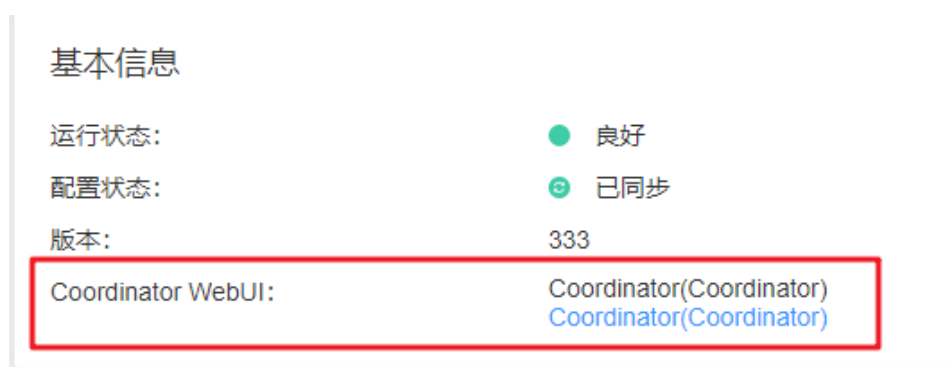 基本信息
运行状态: 良好
配置状态: 已同步
版本: 333
Coordinator WebUI: Coordinator(Coordinator)
Coordinator(Coordinator)